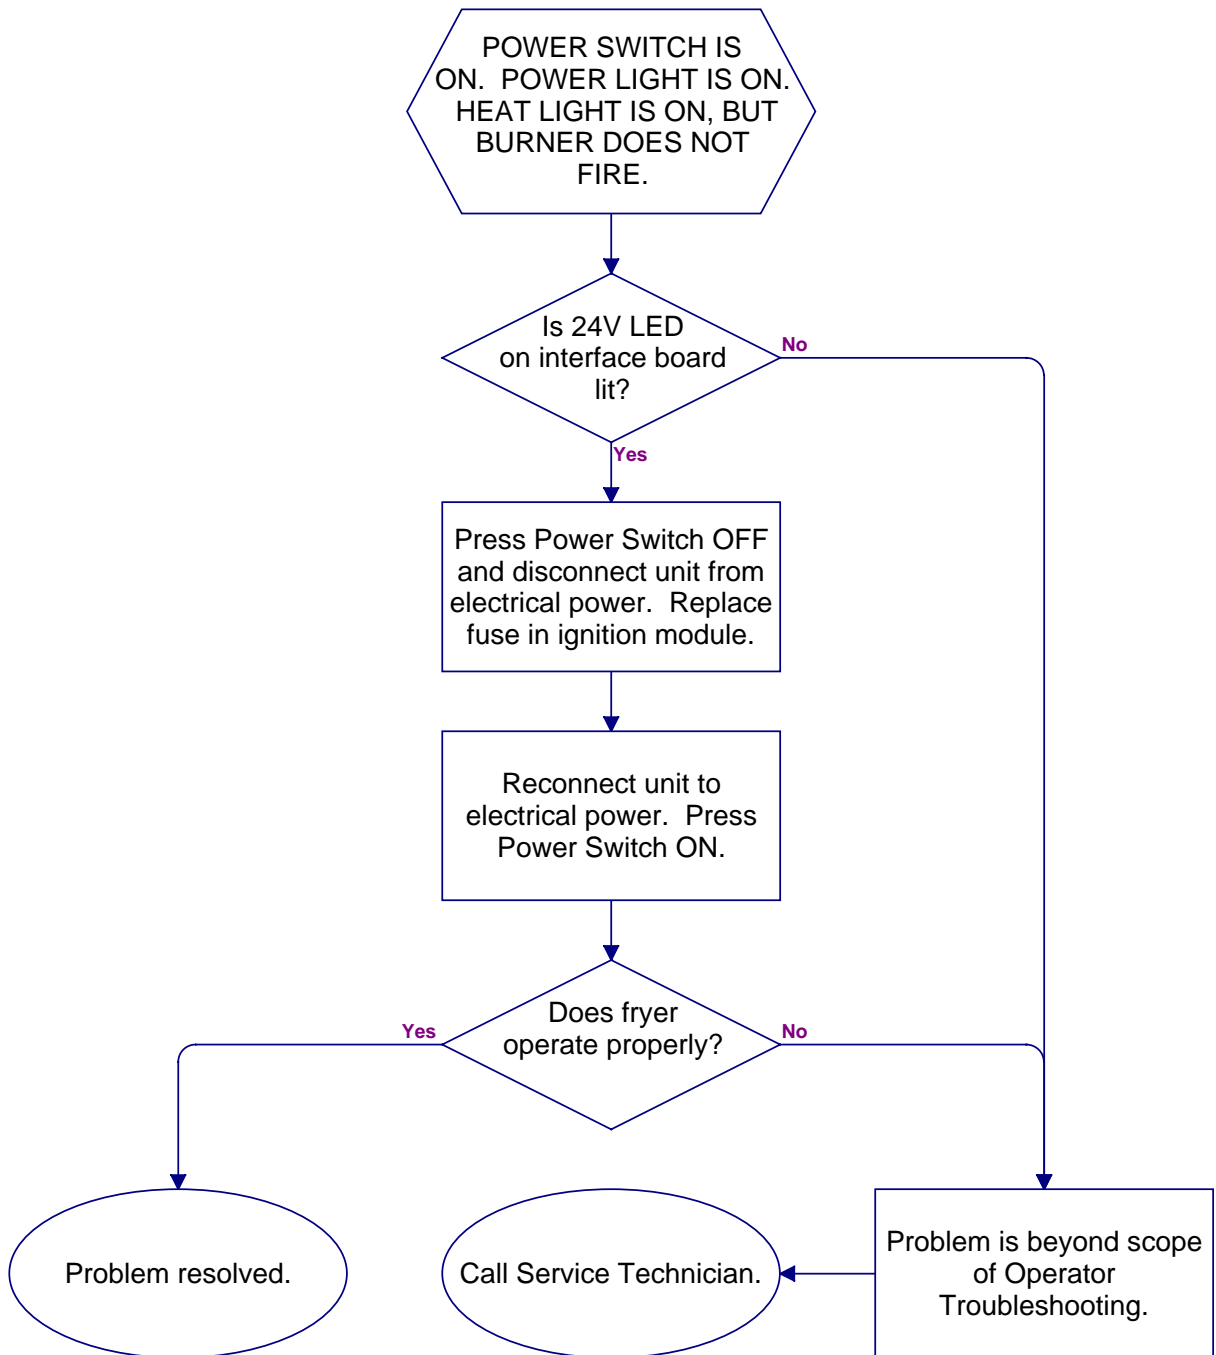 POWER SWITCH IS
ON.  POWER LIGHT IS ON.
HEAT LIGHT IS ON, BUT
BURNER DOES NOT
FIRE.
Is 24V LED
on interface board
lit?
No
Yes
Press Power Switch OFF
and disconnect unit from
electrical power.  Replace
fuse in ignition module.
Reconnect unit to
electrical power.  Press
Power Switch ON.
Does fryer
operate properly?
Yes
No
Problem resolved.
Call Service Technician.
Problem is beyond scope
of Operator
Troubleshooting.